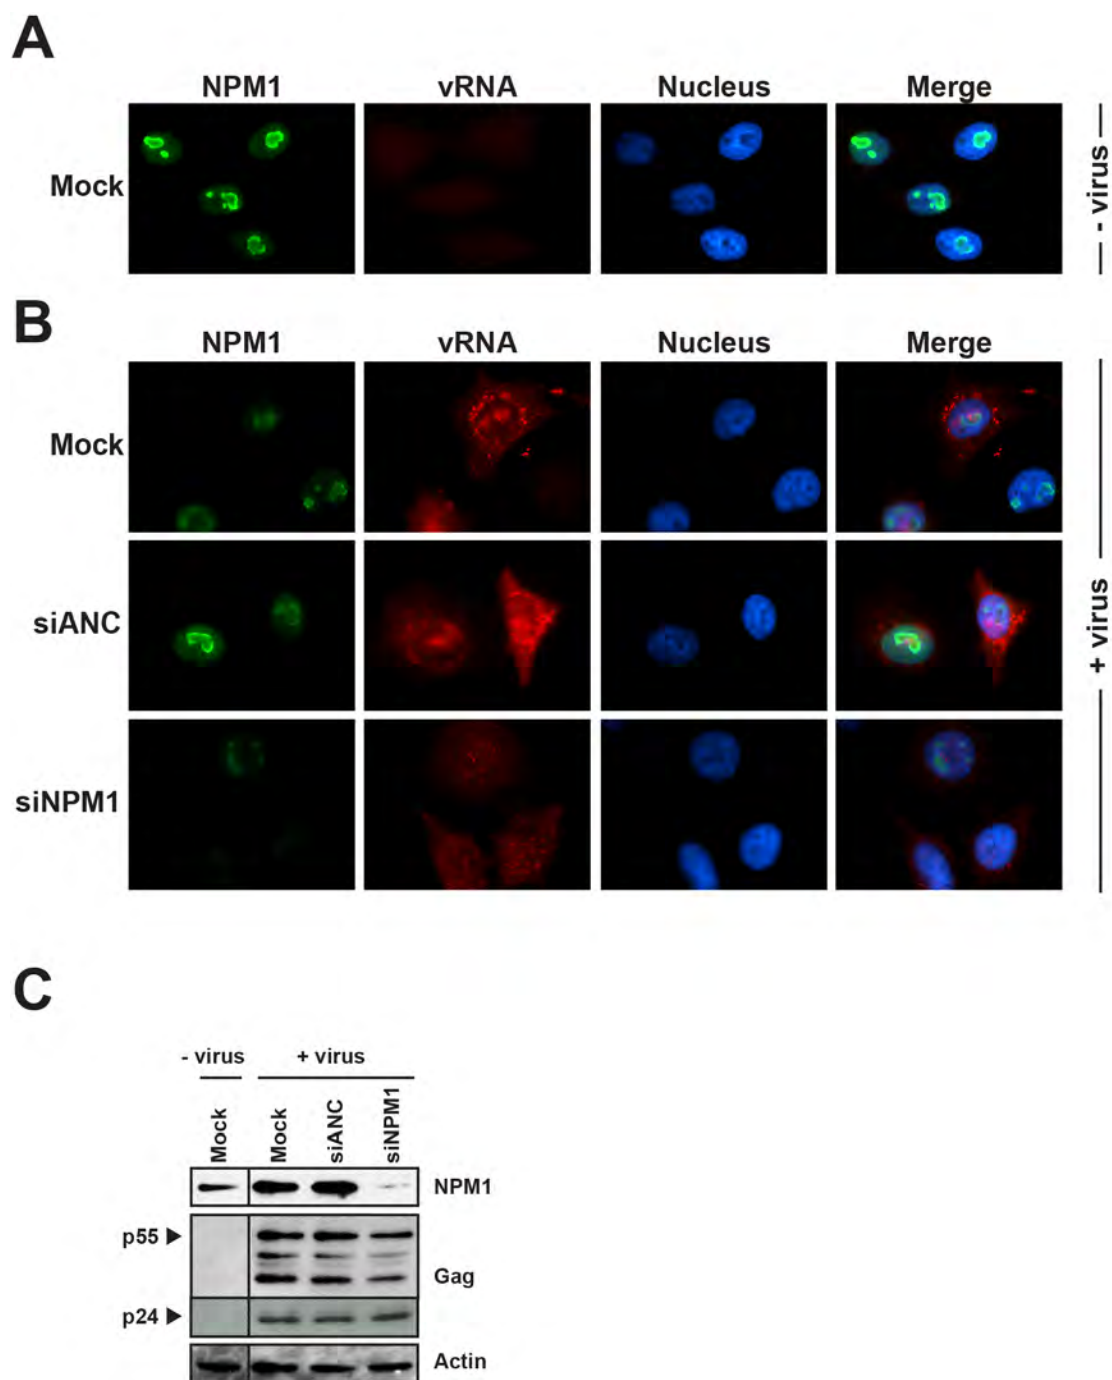 A
NPM1 vRNA Nucleus Merge
Mock
- virus
B
NPM1 vRNA Nucleus Merge
Mock
siANC
siNPM1
+ virus
C
- virus + virus
Mock Mock siANC siNPM1
NPM1
p55
Gag
p24
Actin